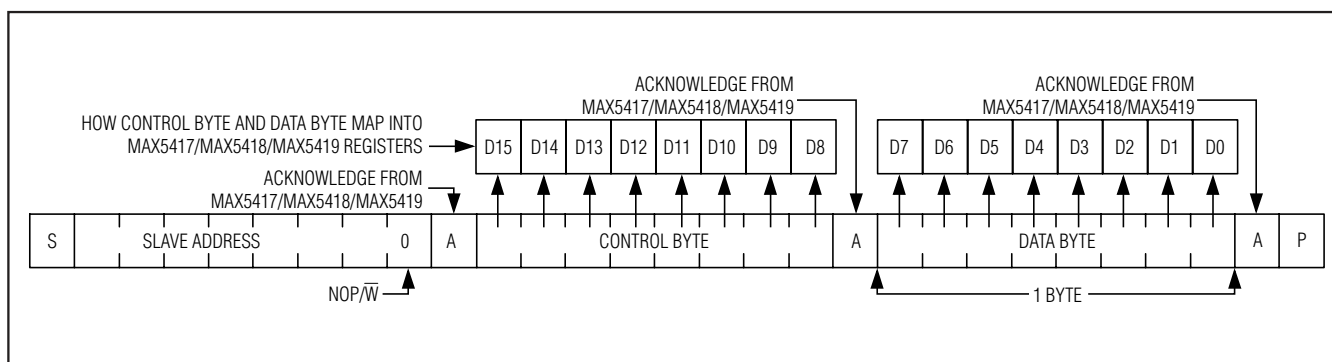 ACKNOWLEDGE FROM
MAX5417/MAX5418/MAX5419
ACKNOWLEDGE FROM
MAX5417/MAX5418/MAX5419
HOW CONTROL BYTE AND DATA BYTE MAP INTO
MAX5417/MAX5418/MAX5419 REGISTERS
D15 D14 D13 D12 D11 D10 D9 D8
D7 D6 D5 D4 D3 D2 D1 D0
ACKNOWLEDGE FROM
MAX5417/MAX5418/MAX5419
S SLAVE ADDRESS 0 A CONTROL BYTE A DATA BYTE A P
NOP/W̅
1 BYTE